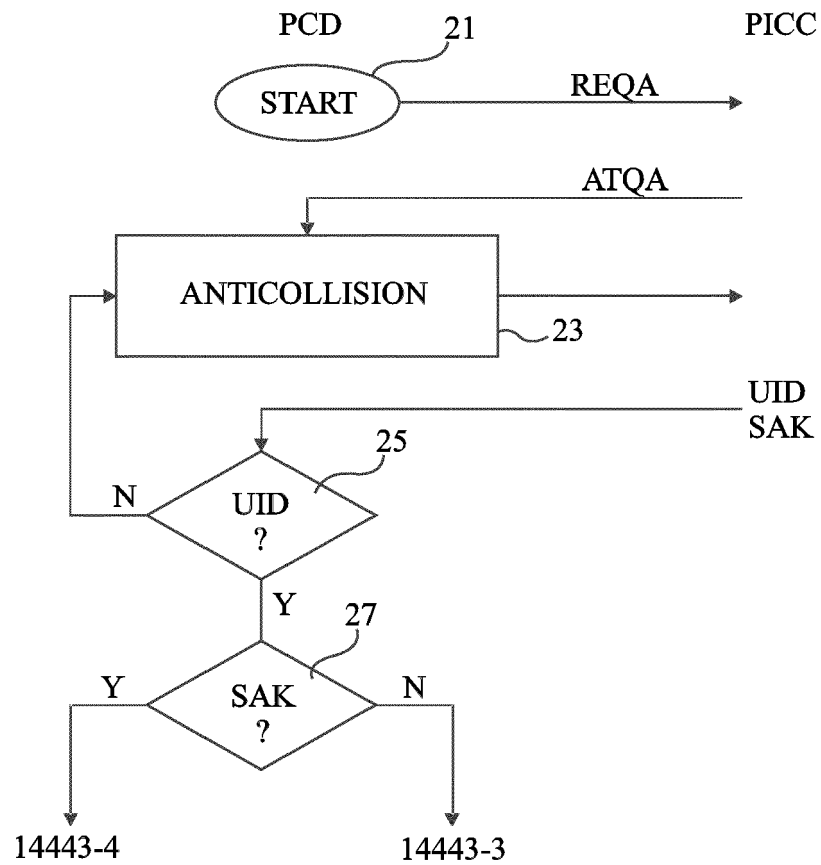 PCD
21
PICC
START
REQA
ATQA
ANTICOLLISION
23
UID
SAK
25
N
UID
?
Y
27
Y
SAK
?
N
14443-4
14443-3